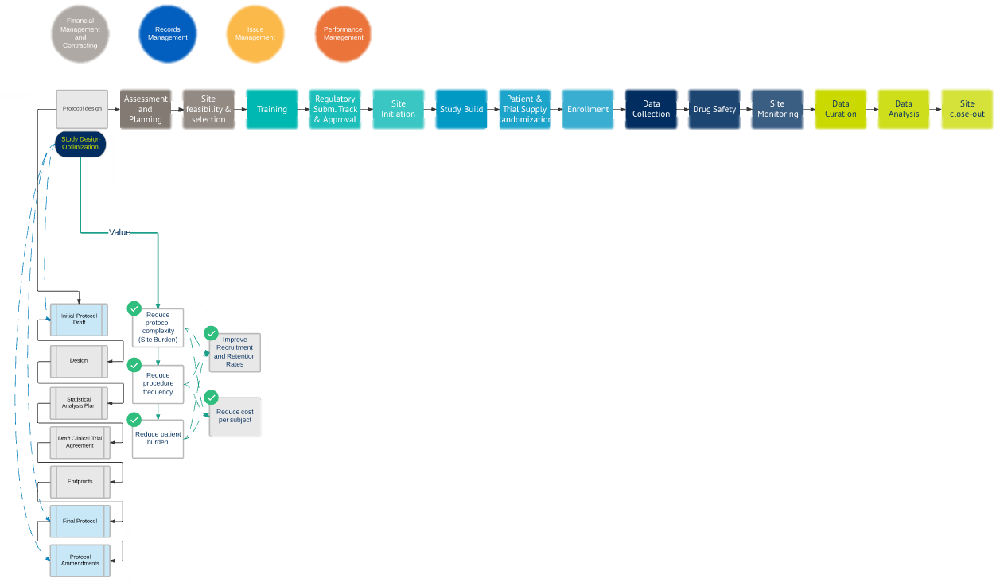 Financial
Management
and
Contracting
Records
Management
Issue
Management
Performance
Management
Protocol design
Assessment
and
Planning
Site
feasibility &
selection
Training
Regulatory
Subm. Track
& Approval
Site
Initiation
Study Build
Patient &
Trial Supply
Randomization
Enrollment
Data
Collection
Drug Safety
Site
Monitoring
Data
Curation
Data
Analysis
Site
close-out
Study Design
Optimization
Value
Initial Protocol
Draft
Design
Statistical
Analysis Plan
Draft Clinical Trial
Agreement
Endpoints
Final Protocol
Protocol
Ammendments
Reduce
protocol
complexity
(Site Burden)
Reduce
procedure
frequency
Reduce patient
burden
Improve
Recruitment
and Retention
Rates
Reduce cost
per subject